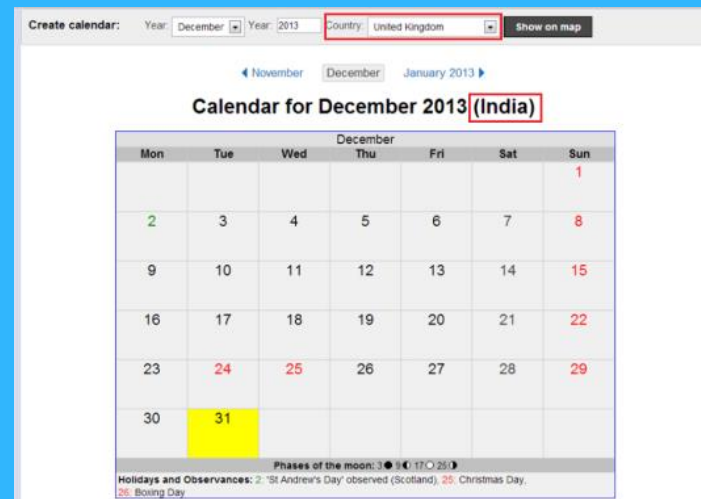 Create calendar: Year: December Year: 2013 Country: United Kingdom Show on map
November December January 2013
Calendar for December 2013 (India)
December
Mon Tue Wed Thu Fri Sat Sun
1
2 3 4 5 6 7 8
9 10 11 12 13 14 15
16 17 18 19 20 21 22
23 24 25 26 27 28 29
30 31
Phases of the moon: 3 9 17 25
Holidays and Observances: 2: 'St Andrew's Day' observed (Scotland), 25: Christmas Day,
26: Boxing Day